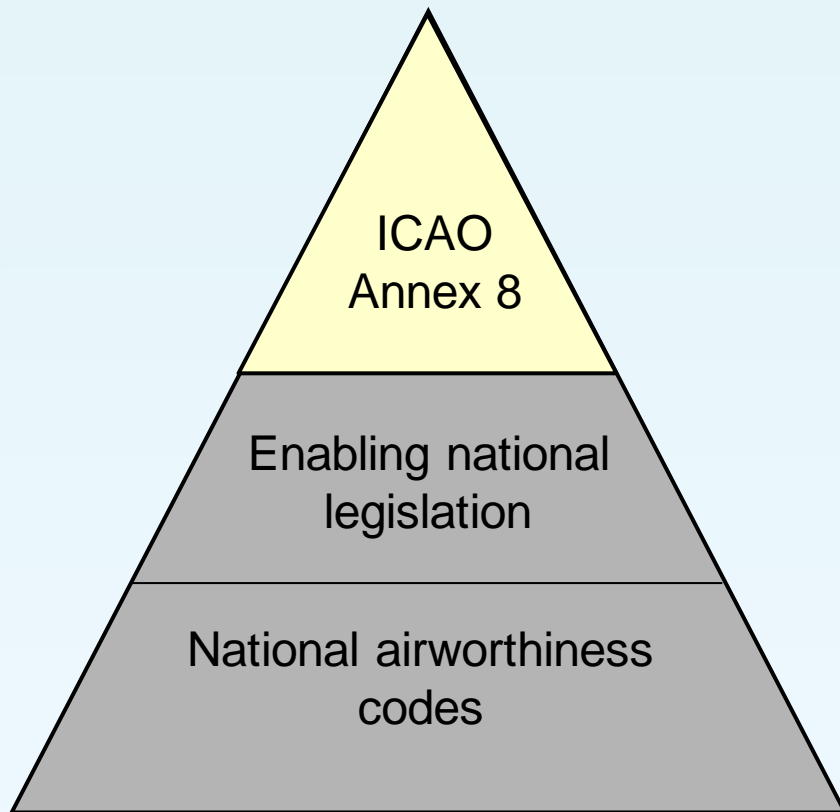 ICAO
Annex 8
Enabling national
legislation
National airworthiness
codes